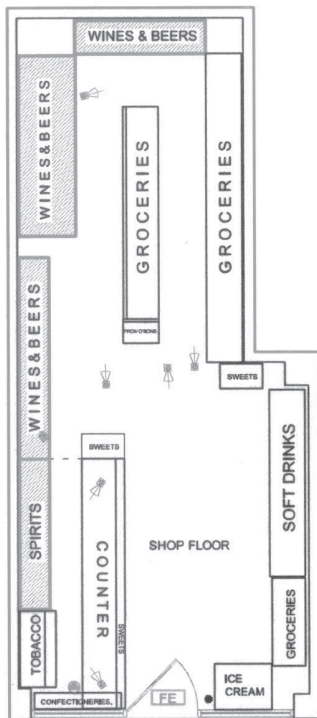 WINES & BEERS
WINES&BEERS
GROCERIES
GROCERIES
WINES&BEERS
PROVOTIONS
SWEETS
SWEETS
SOFT DRINKS
SPIRITS
COUNTER
SWEETS
SHOP FLOOR
GROCERIES
TOBACCO
CONFECTIONERIES,
FE
ICE
CREAM